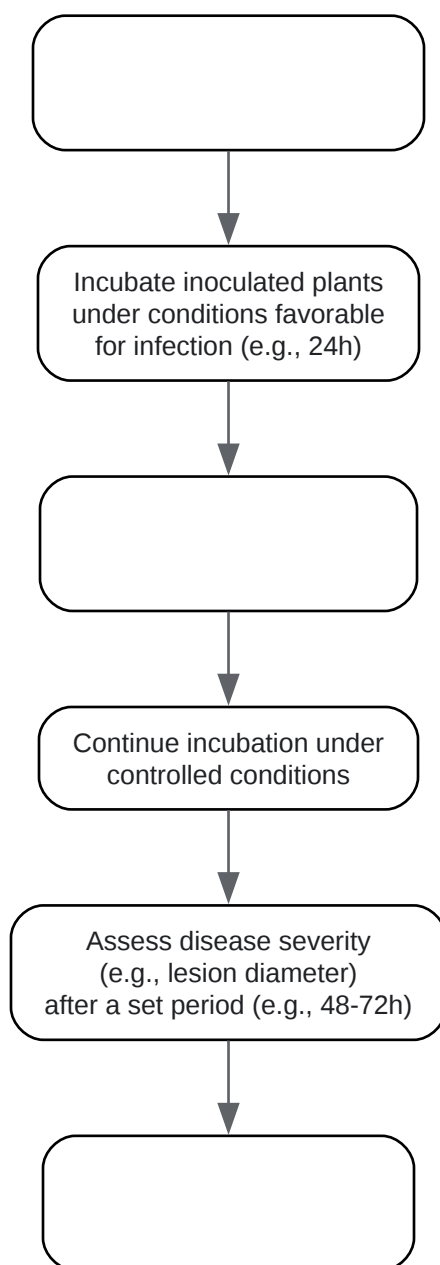 Incubate inoculated plants
under conditions favorable
for infection (e.g., 24h)
Continue incubation under
controlled conditions
Assess disease severity
(e.g., lesion diameter)
after a set period (e.g., 48-72h)